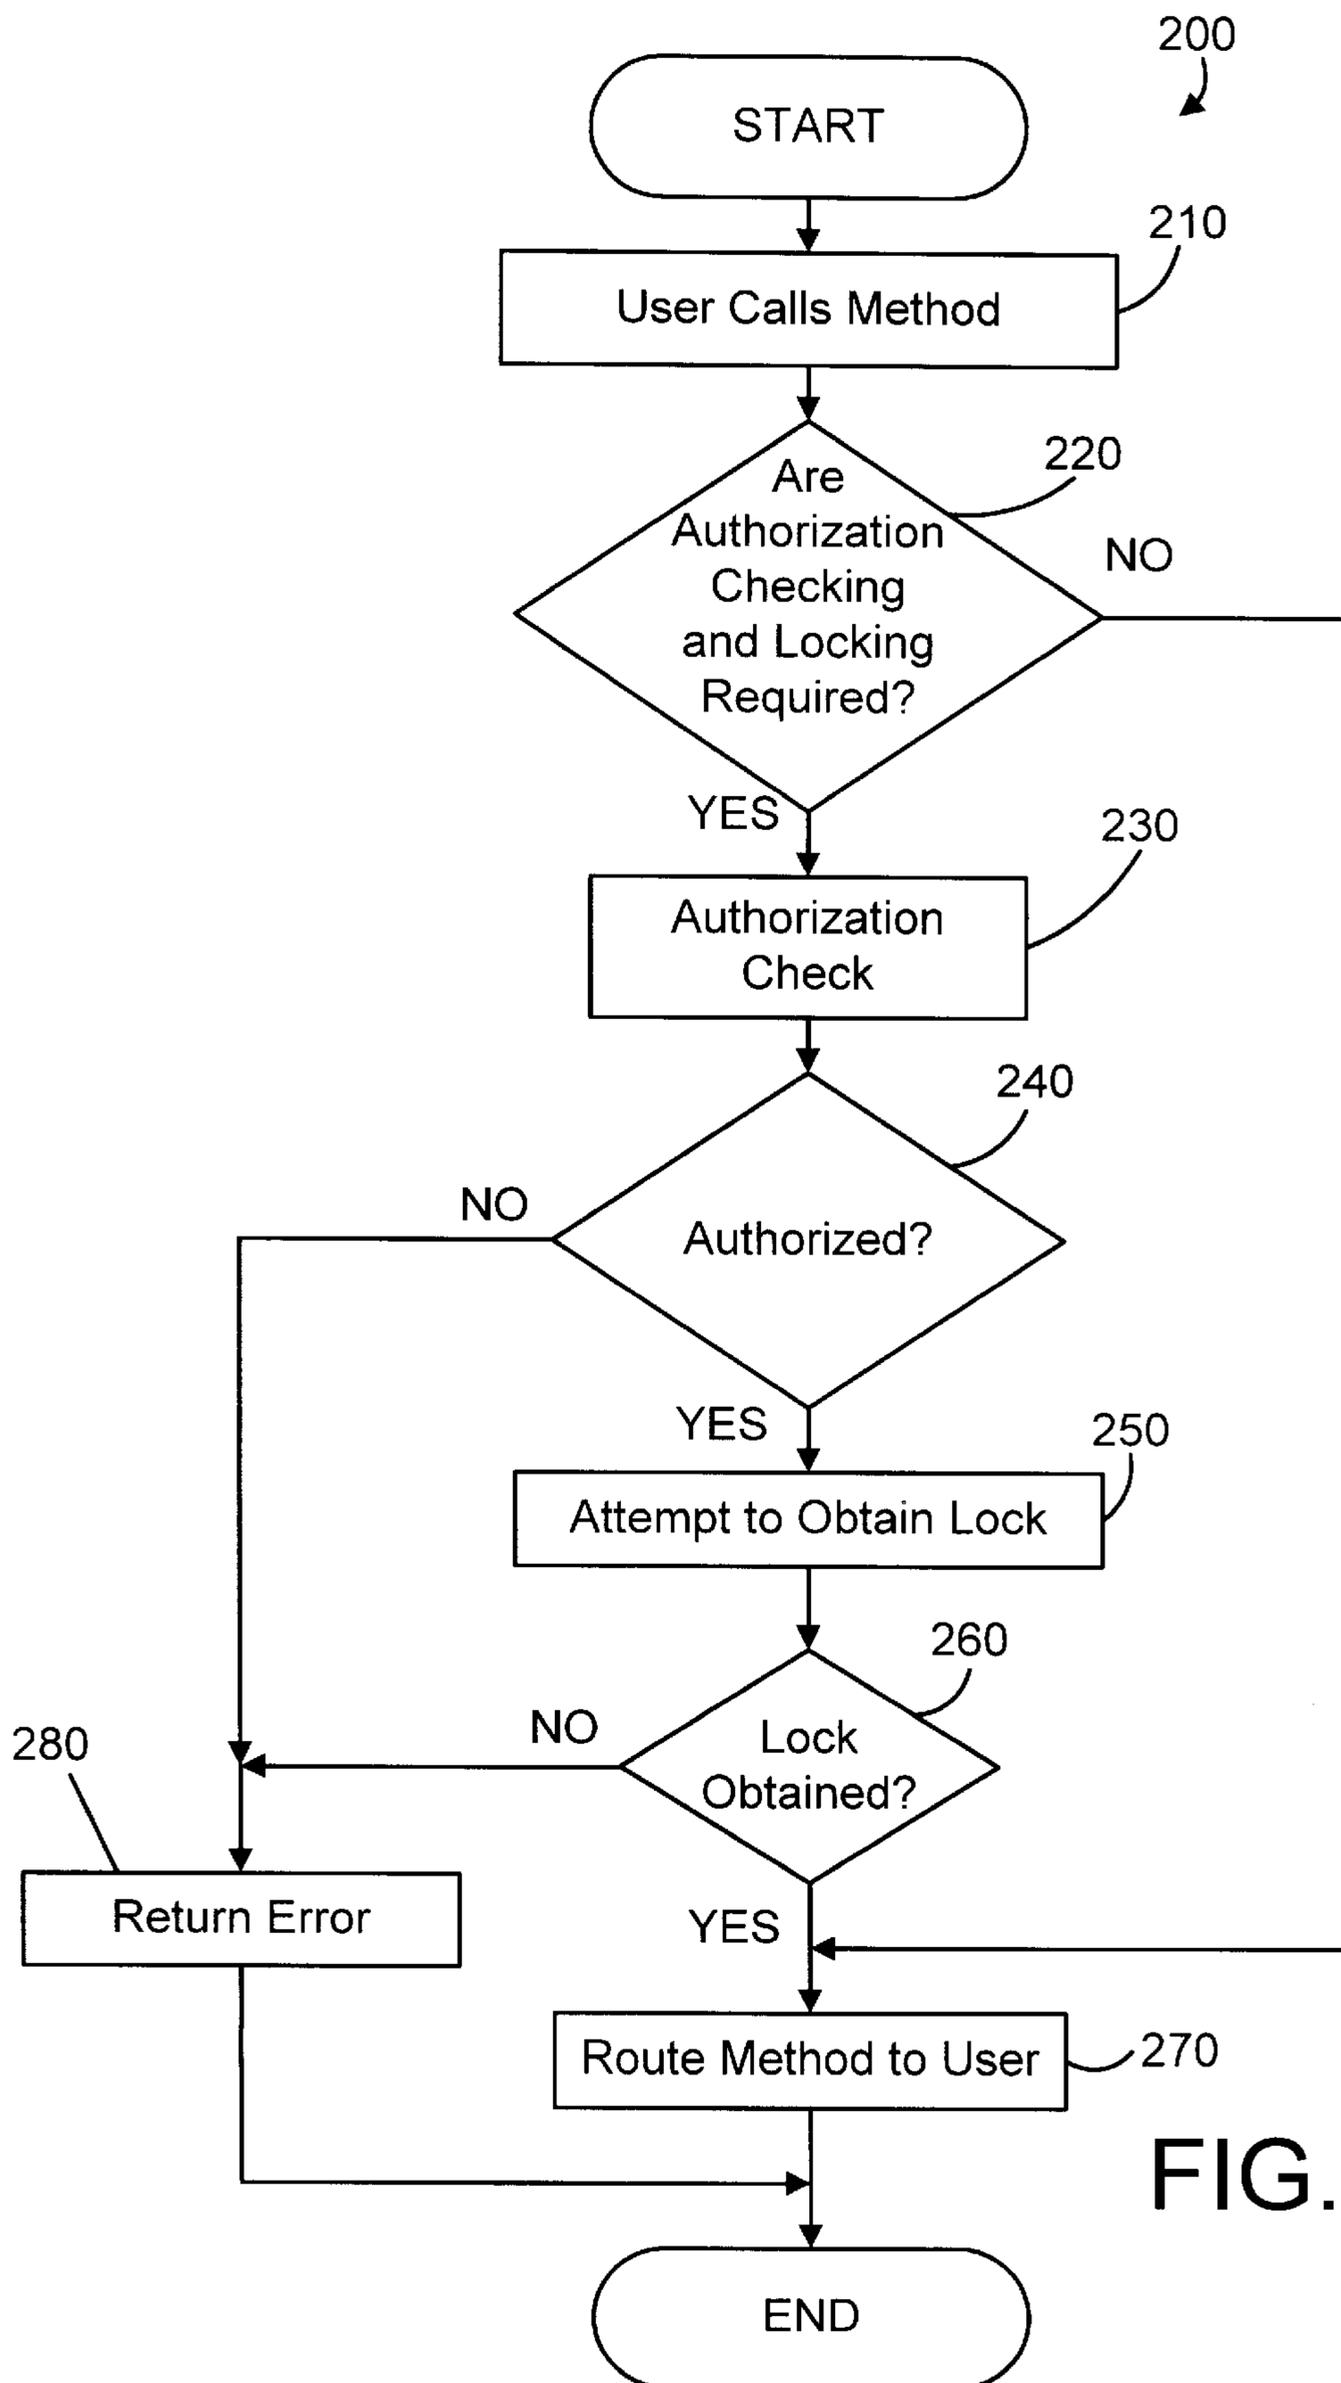 200
START
210
User Calls Method
220
Are
Authorization
Checking
and Locking
Required?
NO
YES
230
Authorization
Check
240
NO
Authorized?
YES
250
Attempt to Obtain Lock
260
NO
Lock
Obtained?
280
Return Error
YES
Route Method to User
270
FIG.
END